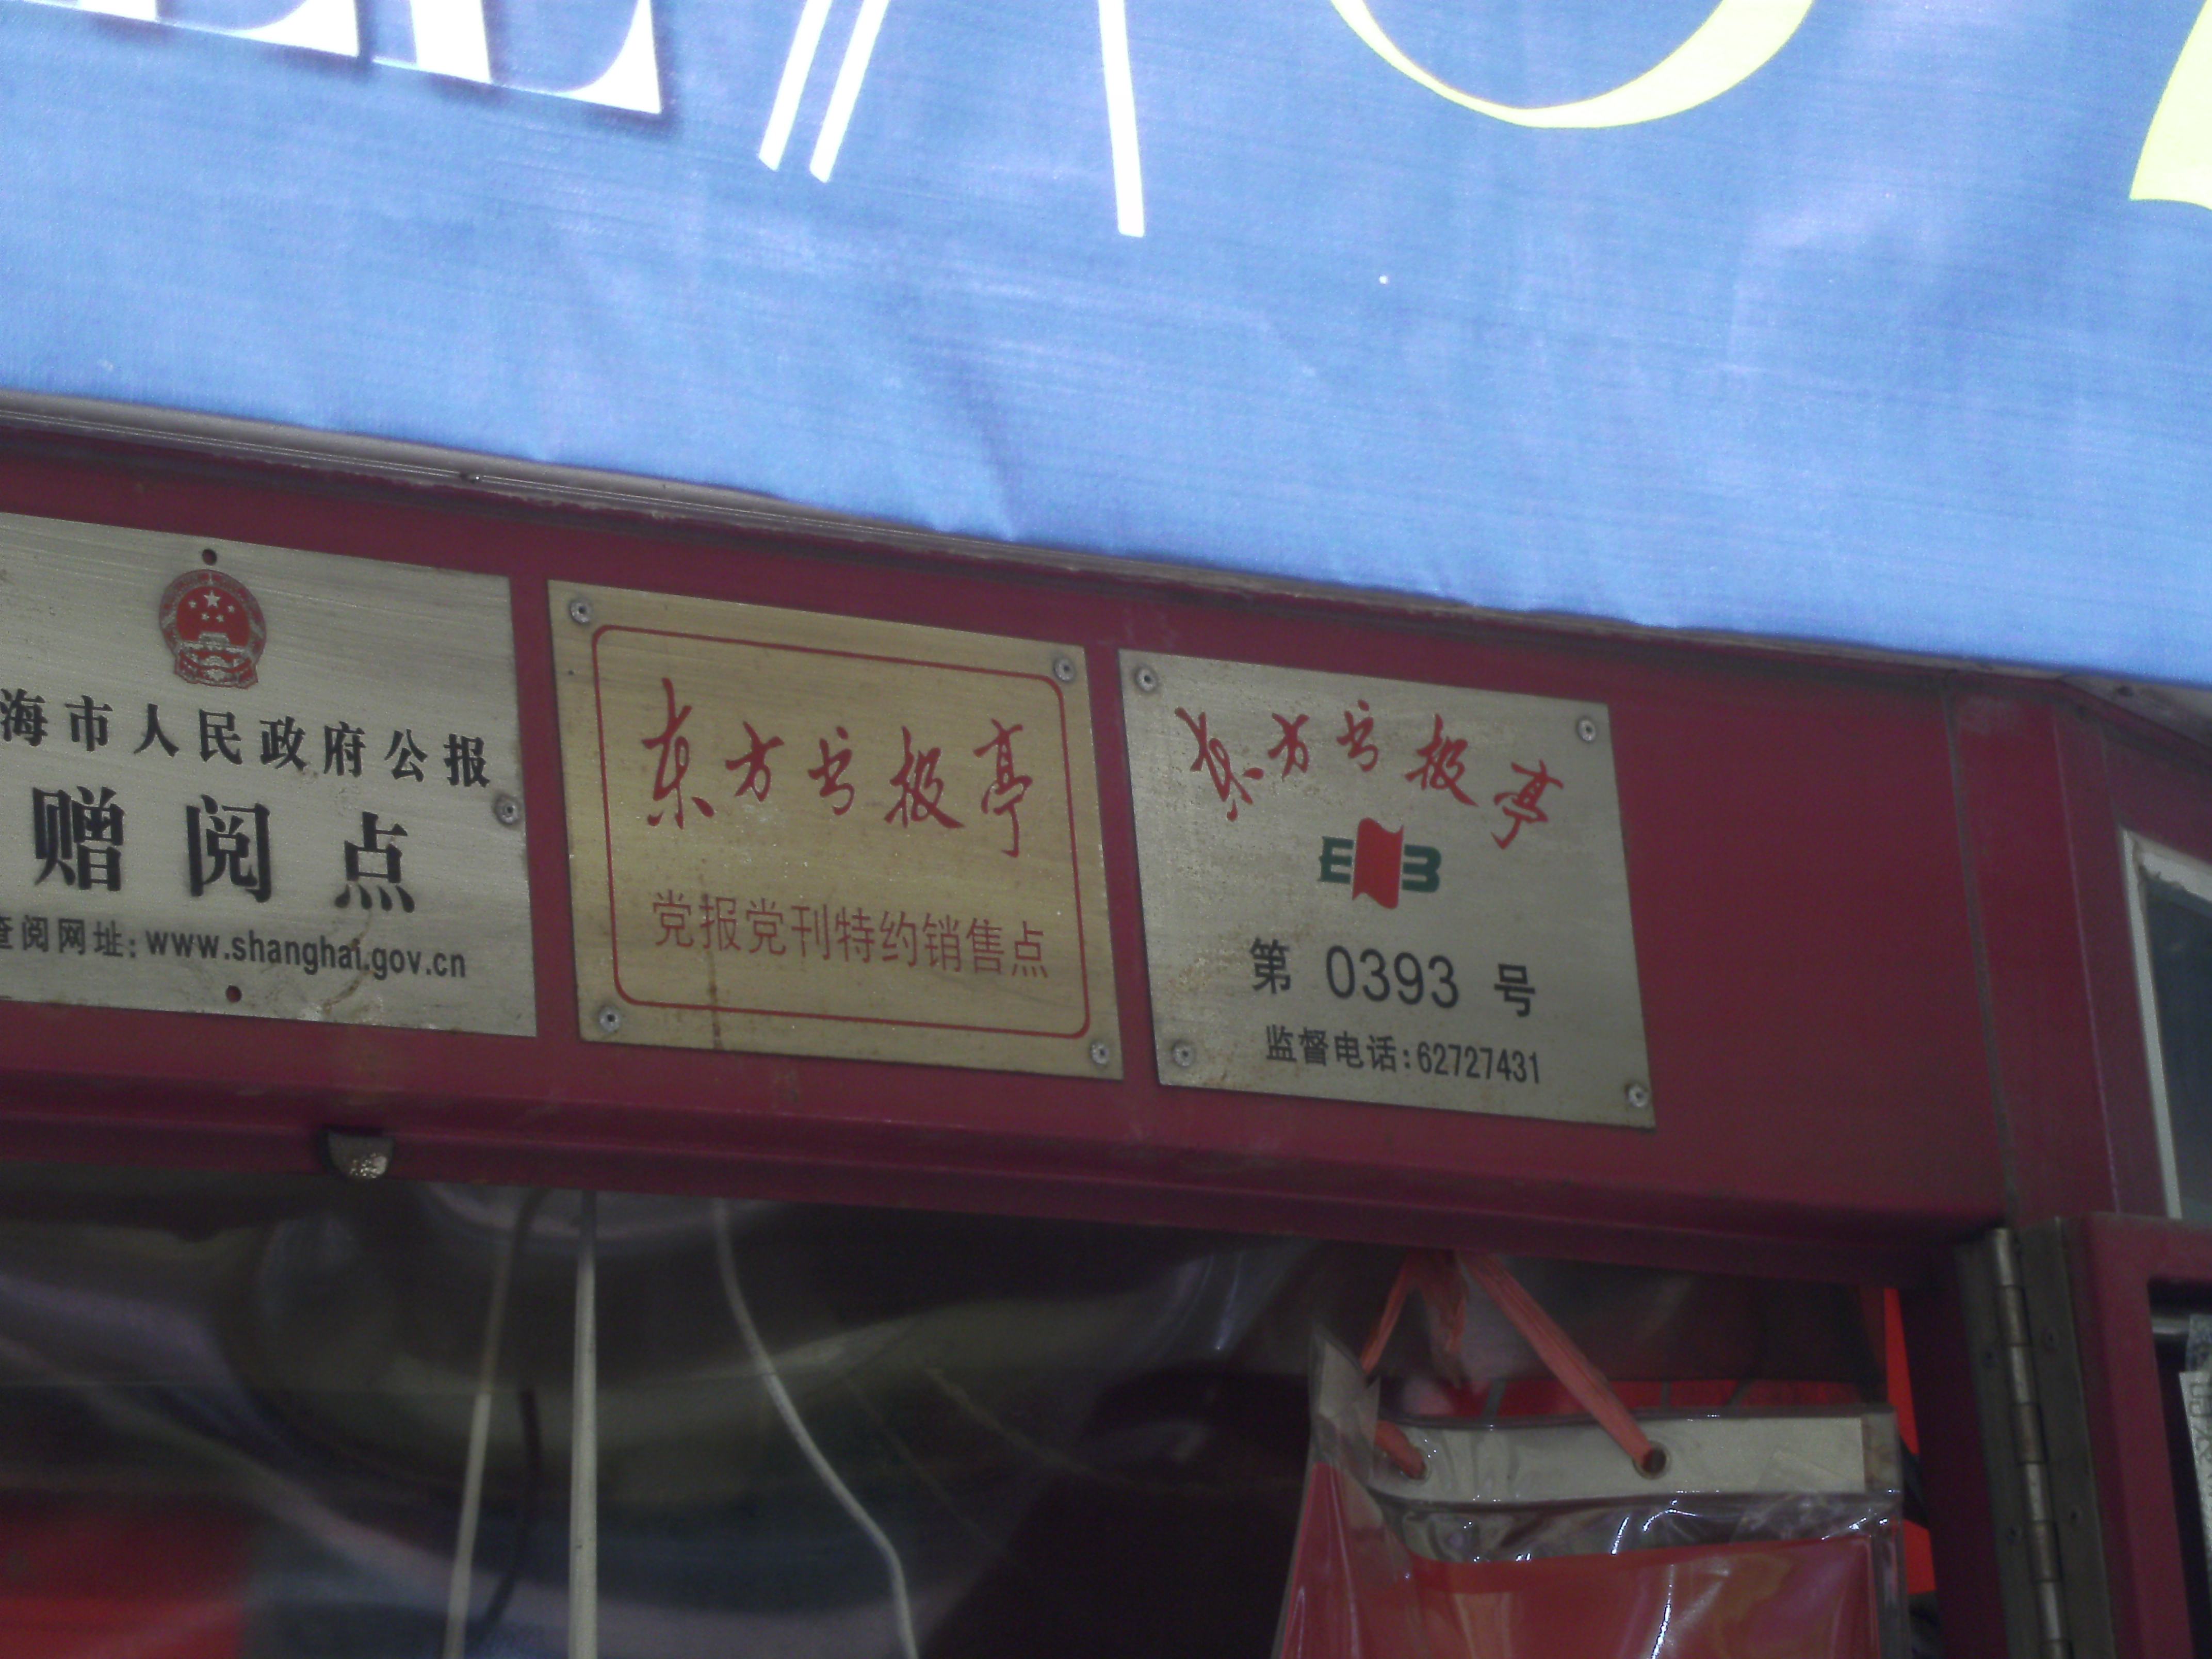 海市人民政府公报
赠阅点
查阅网址: www.shanghai.gov.cn
东方书报亭
党报党刊特约销售点
东方书报亭
EB
第 0393 号
监督电话:62727431